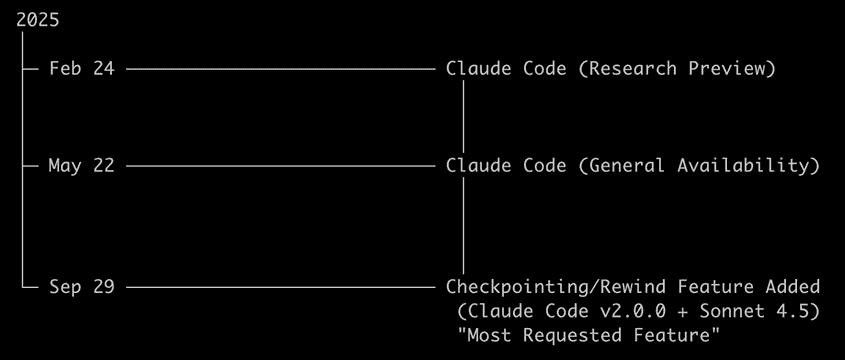 2025
Feb 24 Claude Code (Research Preview)
May 22 Claude Code (General Availability)
Sep 29 Checkpointing/Rewind Feature Added
(Claude Code v2.0.0 + Sonnet 4.5)
"Most Requested Feature"